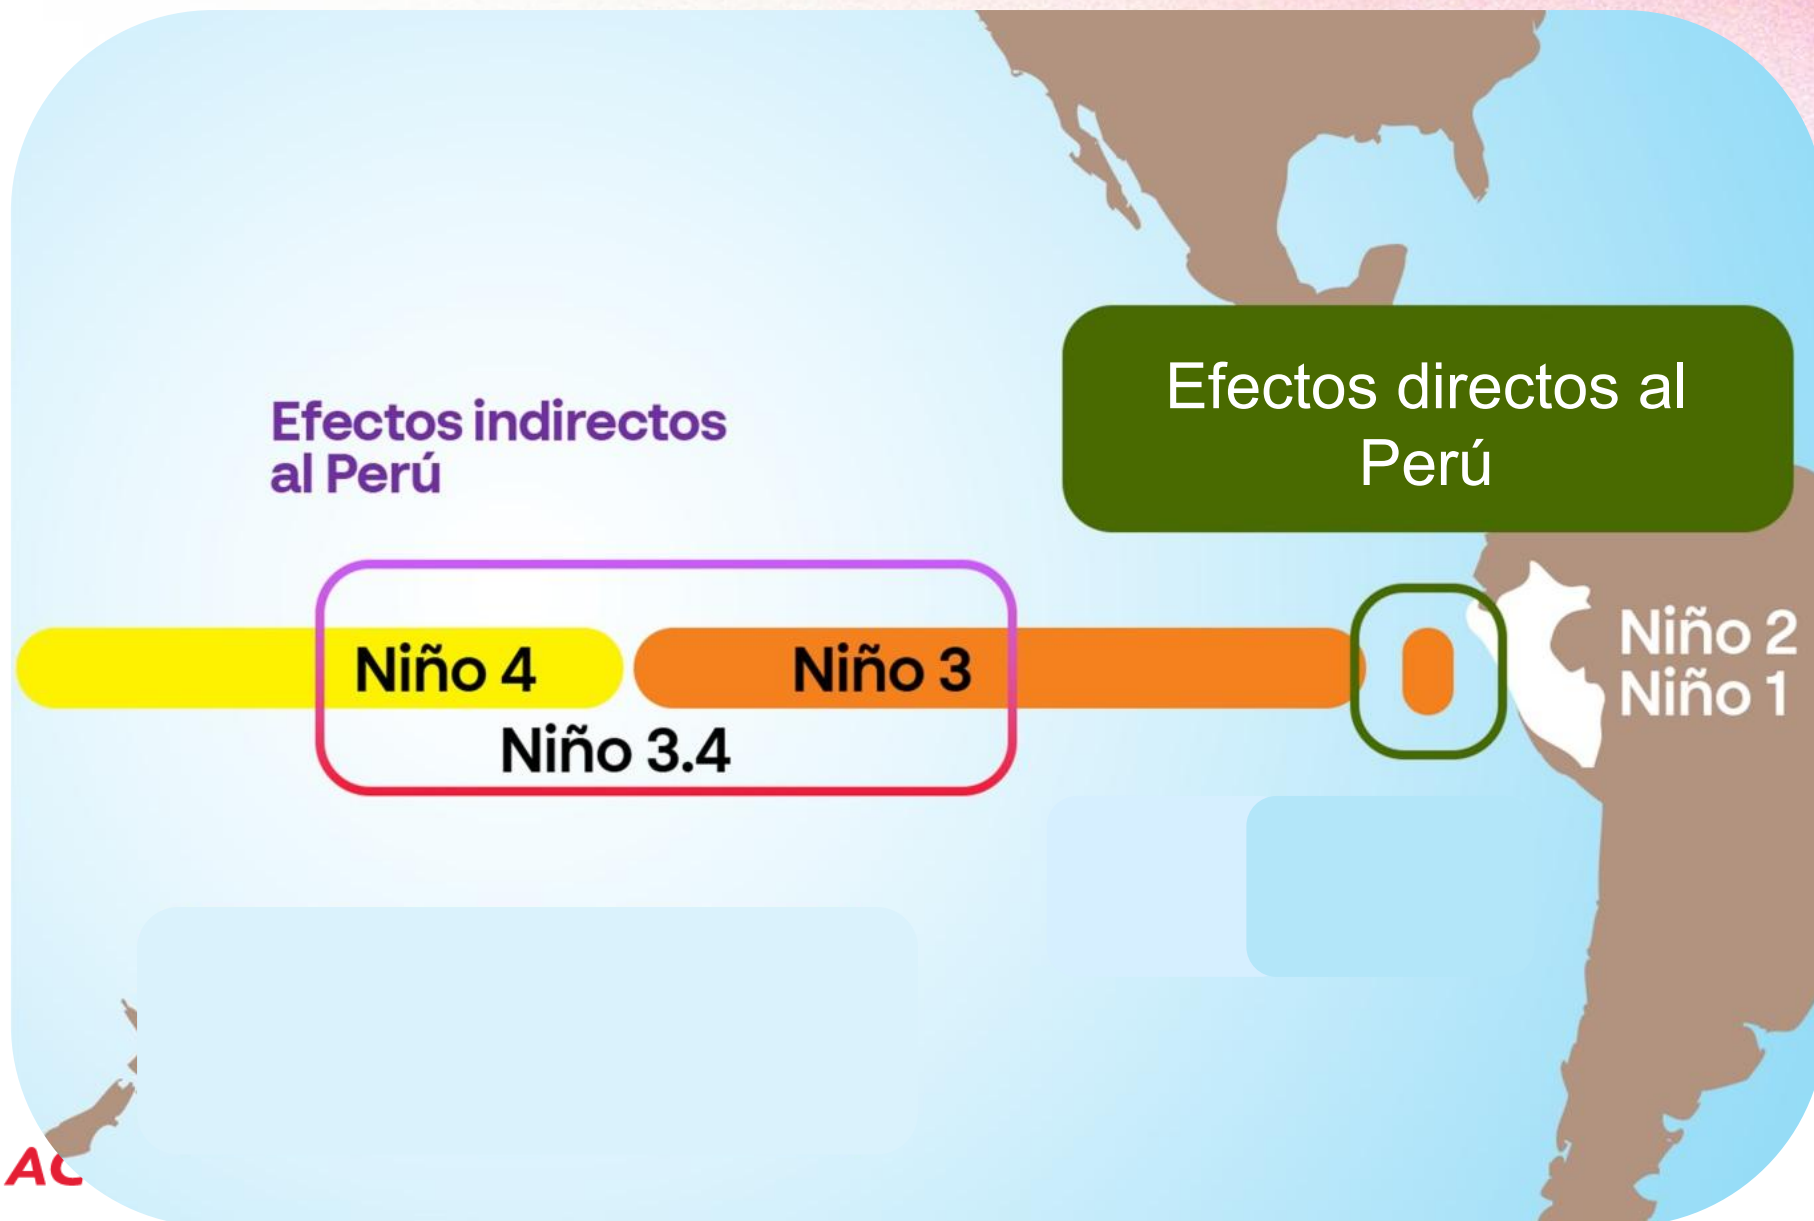 Efectos directos al
Perú
Efectos indirectos
al Perú
Niño 4
Niño 3
Niño 3.4
Niño 2
Niño 1